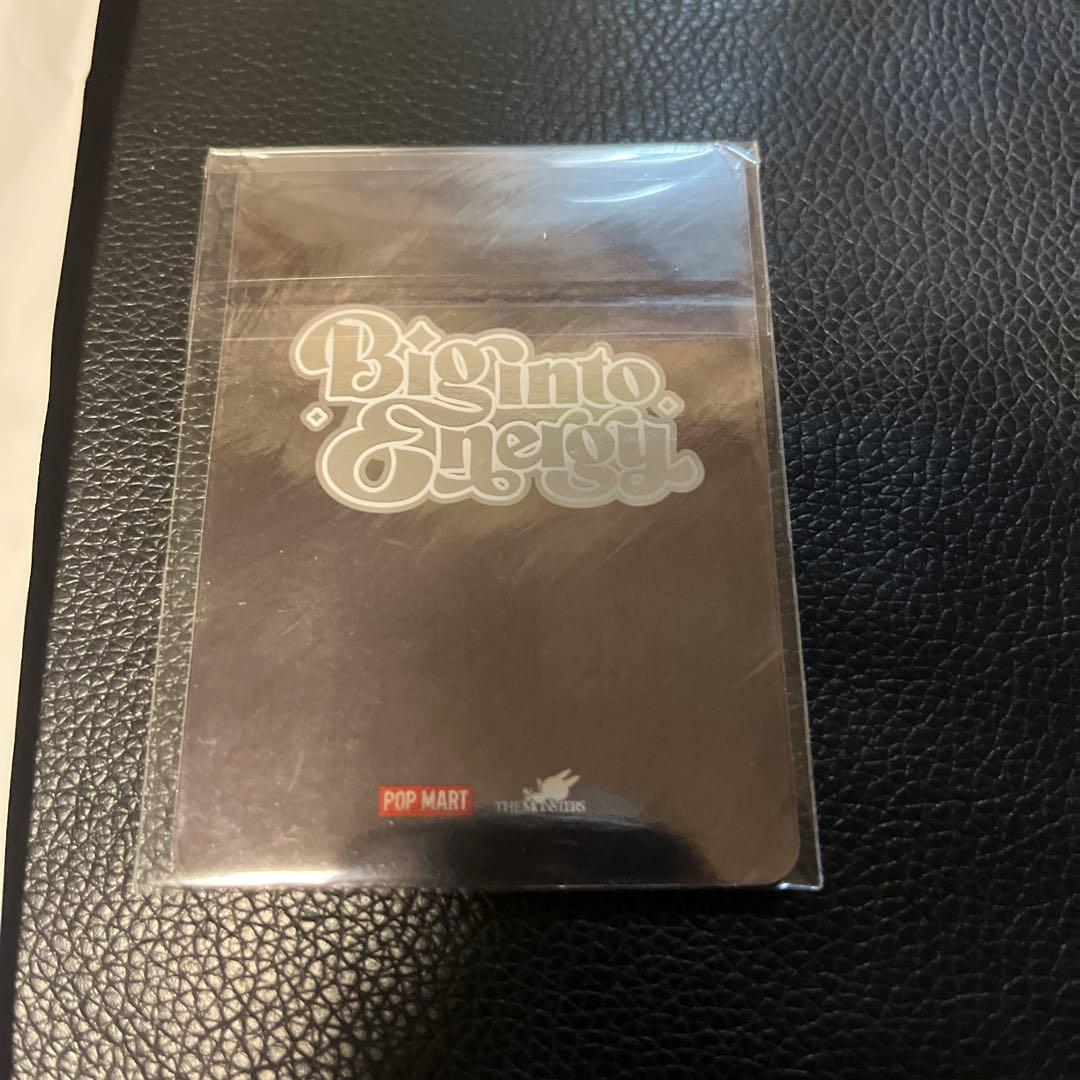 Big into
Energy
POP MART
THE MONSTERS